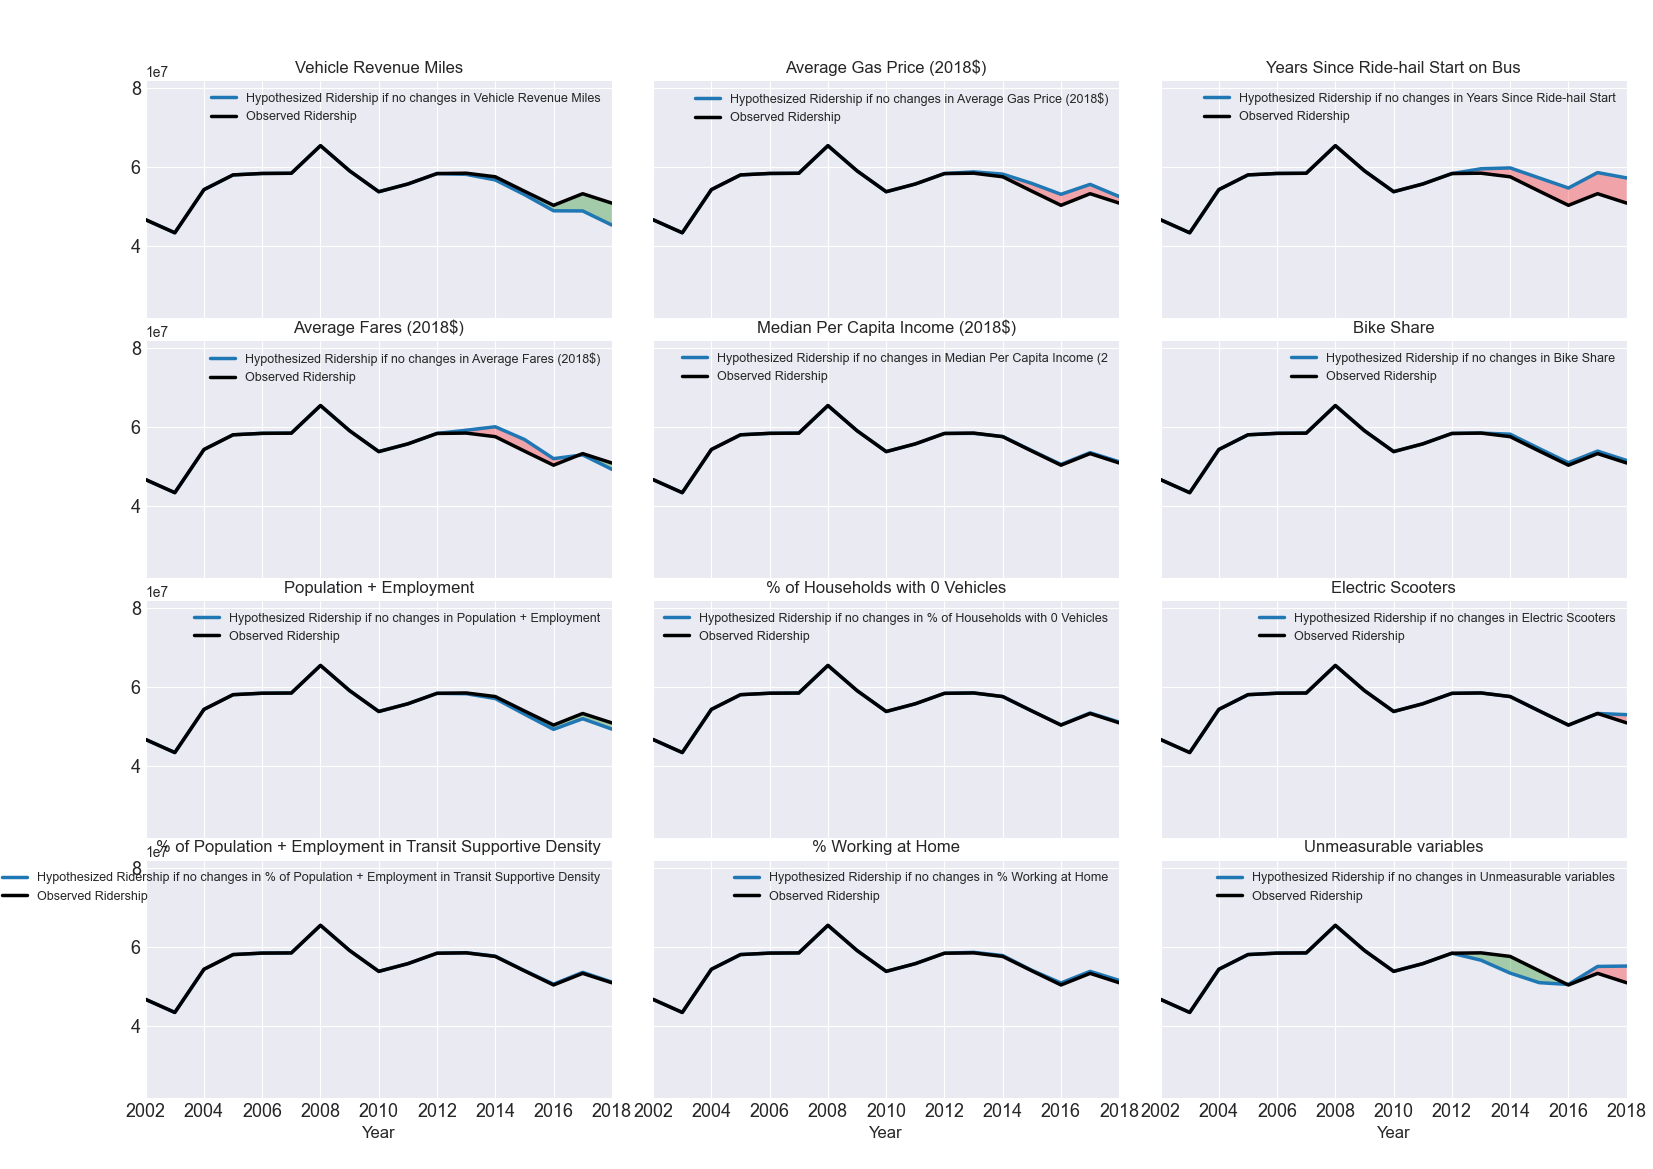 Vehicle Revenue Miles
1e7
Hypothesized Ridership if no changes in Vehicle Revenue Miles
Observed Ridership
8
6
4
Average Gas Price (2018$)
Hypothesized Ridership if no changes in Average Gas Price (2018$)
Observed Ridership
Years Since Ride-hail Start on Bus
Hypothesized Ridership if no changes in Years Since Ride-hail Start
Observed Ridership
Average Fares (2018$)
1e7
Hypothesized Ridership if no changes in Average Fares (2018$)
Observed Ridership
8
6
4
Median Per Capita Income (2018$)
Hypothesized Ridership if no changes in Median Per Capita Income (2
Observed Ridership
Bike Share
Hypothesized Ridership if no changes in Bike Share
Observed Ridership
Population + Employment
1e7
Hypothesized Ridership if no changes in Population + Employment
Observed Ridership
8
6
4
% of Households with 0 Vehicles
Hypothesized Ridership if no changes in % of Households with 0 Vehicles
Observed Ridership
Electric Scooters
Hypothesized Ridership if no changes in Electric Scooters
Observed Ridership
% of Population + Employment in Transit Supportive Density
1e7
Hypothesized Ridership if no changes in % of Population + Employment in Transit Supportive Density
Observed Ridership
8
6
4
2002 2004 2006 2008 2010 2012 2014 2016 2018
Year
% Working at Home
Hypothesized Ridership if no changes in % Working at Home
Observed Ridership
2002 2004 2006 2008 2010 2012 2014 2016 2018
Year
Unmeasurable variables
Hypothesized Ridership if no changes in Unmeasurable variables
Observed Ridership
2002 2004 2006 2008 2010 2012 2014 2016 2018
Year